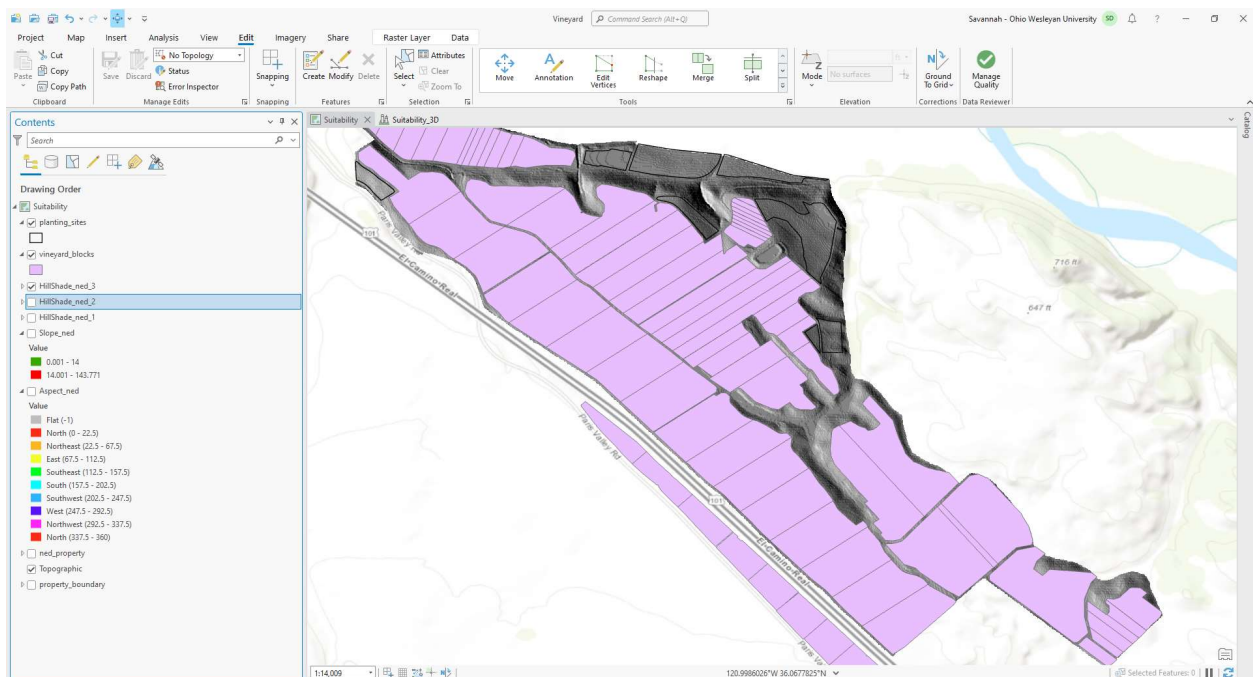 Vineyard
Command Search (Alt+Q)
Savannah - Ohio Wesleyan University
SD
?
Project Map Insert Analysis View Edit Imagery Share Raster Layer Data
Cut
Copy
Copy Path
Paste
Clipboard
Save Discard
No Topology
Status
Error Inspector
Manage Edits
Snapping
Snapping
Create Modify Delete
Features
Select
Attributes
Clear
Zoom To
Selection
Move
Annotation
Edit
Vertices
Reshape
Merge
Split
Tools
Mode
No surfaces
Elevation
Ground
To Grid
Corrections
Manage
Quality
Data Reviewer
Contents
Search
Drawing Order
Suitability
planting_sites
vineyard_blocks
HillShade_ned_3
HillShade_ned_2
HillShade_ned_1
Slope_ned
Value
0.001 - 14
14.001 - 143.771
Aspect_ned
Value
Flat (-1)
North (0 - 22.5)
Northeast (22.5 - 67.5)
East (67.5 - 112.5)
Southeast (112.5 - 157.5)
South (157.5 - 202.5)
Southwest (202.5 - 247.5)
West (247.5 - 292.5)
Northwest (292.5 - 337.5)
North (337.5 - 360)
ned_property
Topographic
property_boundary
Suitability
Suitability_3D
Catalog
101
El-Camino-Real
716 ft
647 ft
Paris Valley Rd
101
El-Camino-Real
1:14,009
120.9986026°W 36.0677825°N
Selected Features: 0